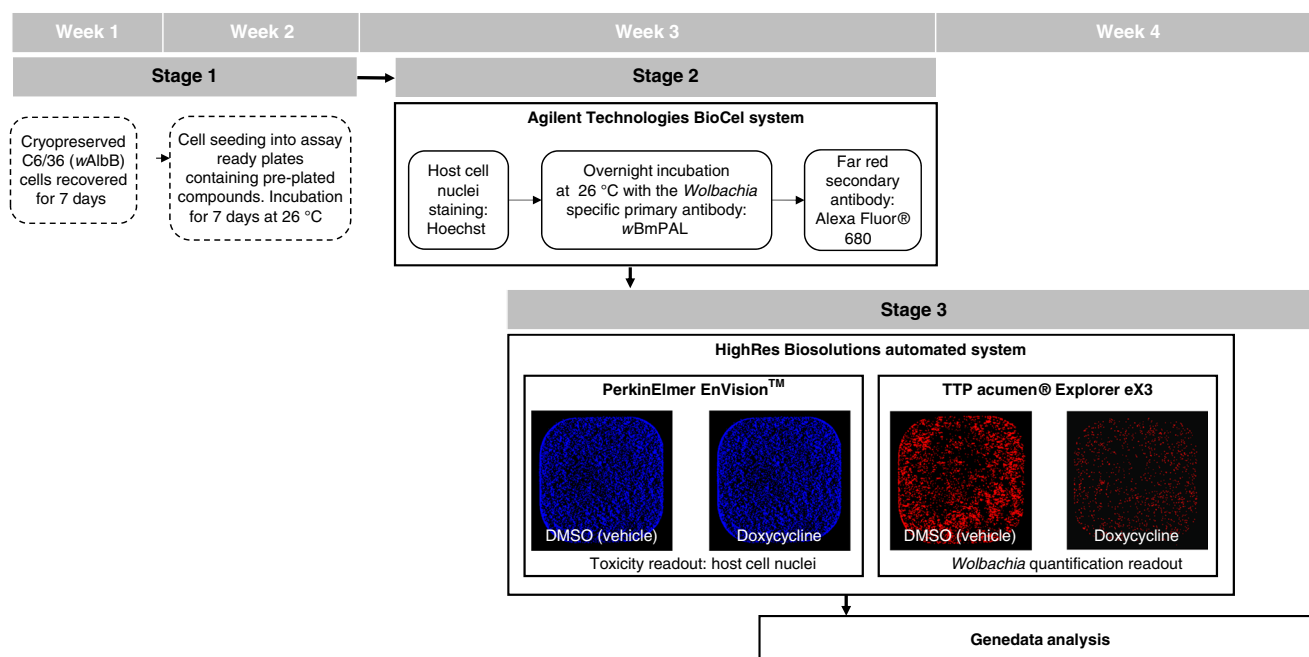 Week 1
Week 2
Week 3
Week 4
Stage 1
Stage 2
Cryopreserved
C6/36 (wAlbB)
cells recovered
for 7 days
Cell seeding into assay
ready plates
containing pre-plated
compounds. Incubation
for 7 days at 26 °C
Agilent Technologies BioCel system
Host cell
nuclei
staining:
Hoechst
Overnight incubation
at 26 °C with the Wolbachia
specific primary antibody:
wBmPAL
Far red
secondary
antibody:
Alexa Fluor®
680
Stage 3
HighRes Biosolutions automated system
PerkinElmer EnVision™
DMSO (vehicle)
Doxycycline
Toxicity readout: host cell nuclei
TTP acumen® Explorer eX3
DMSO (vehicle)
Doxycycline
Wolbachia quantification readout
Genedata analysis